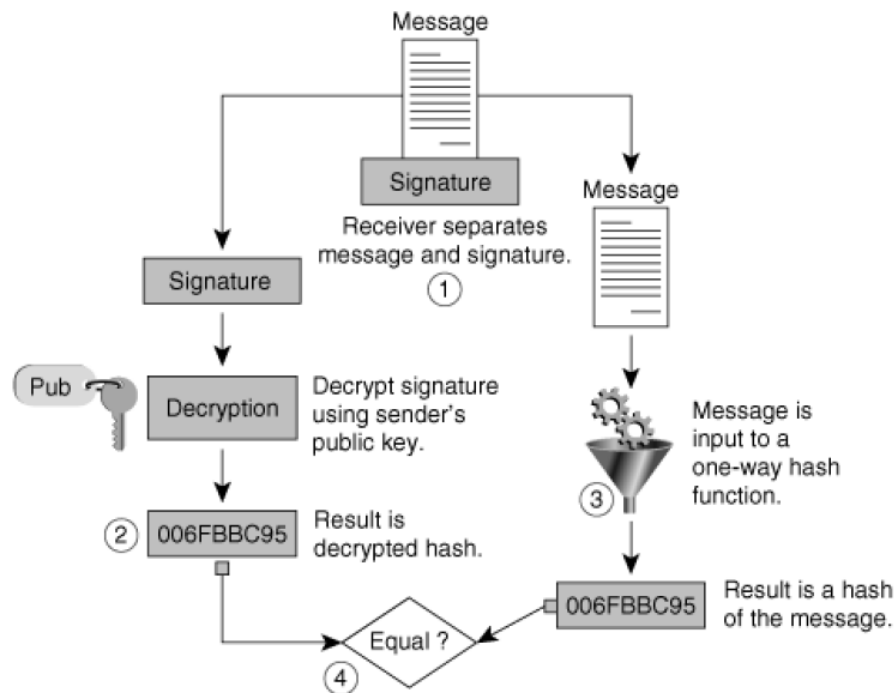 Message
Signature
Receiver separates
message and signature.
1
Message
Signature
Pub
Decryption
Decrypt signature
using sender's
public key.
Message is
input to a
one-way hash
function.
3
2
006FBBC95
Result is
decrypted hash.
006FBBC95
Result is a hash
of the message.
Equal ?
4